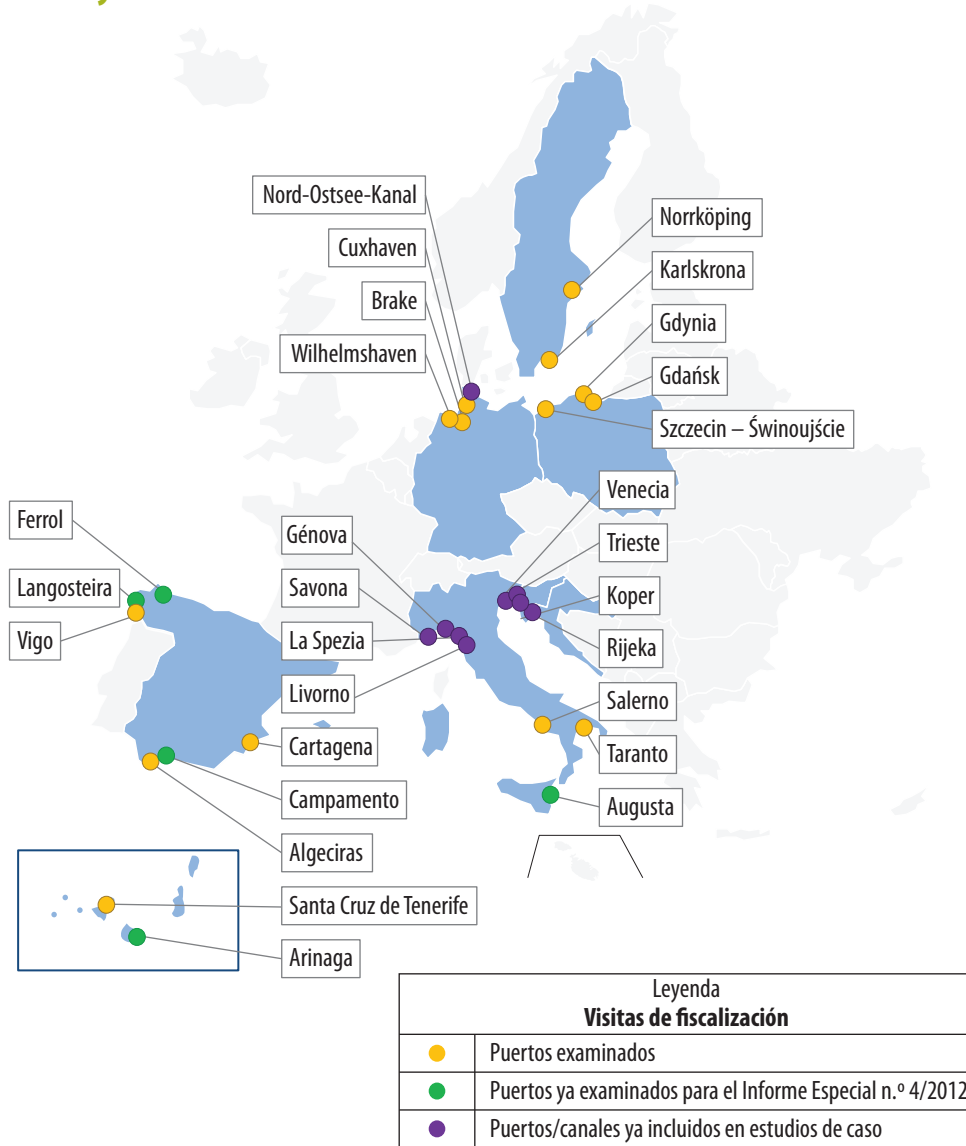 Nord-Ostsee-Kanal
Cuxhaven
Brake
Wilhelmshaven
Norrköping
Karlskrona
Gdynia
Gdańsk
Szczecin – Świnoujście
Venecia
Trieste
Koper
Rijeka
Génova
Savona
La Spezia
Livorno
Ferrol
Langosteira
Vigo
Salerno
Taranto
Augusta
Cartagena
Campamento
Algeciras
Santa Cruz de Tenerife
Arinaga
Leyenda
Visitas de fiscalización
Puertos examinados
Puertos ya examinados para el Informe Especial n.º 4/2012
Puertos/canales ya incluidos en estudios de caso